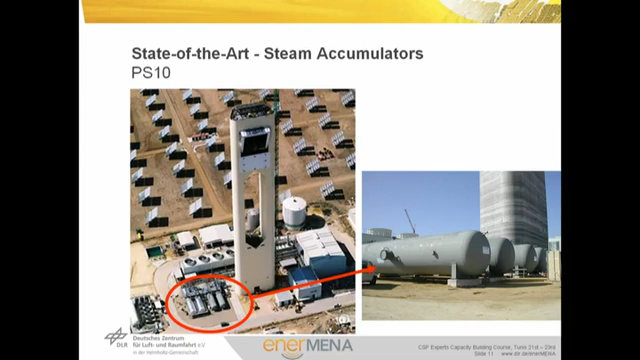 State-of-the-Art - Steam Accumulators
PS10
DLR
Deutsches Zentrum
für Luft- und Raumfahrt e.V.
in der Helmholtz-Gemeinschaft
enerMENA
CSP Experts Capacity Building Course, Tunis 21st – 23rd
Slide 11
www.dlr.de/enerMENA